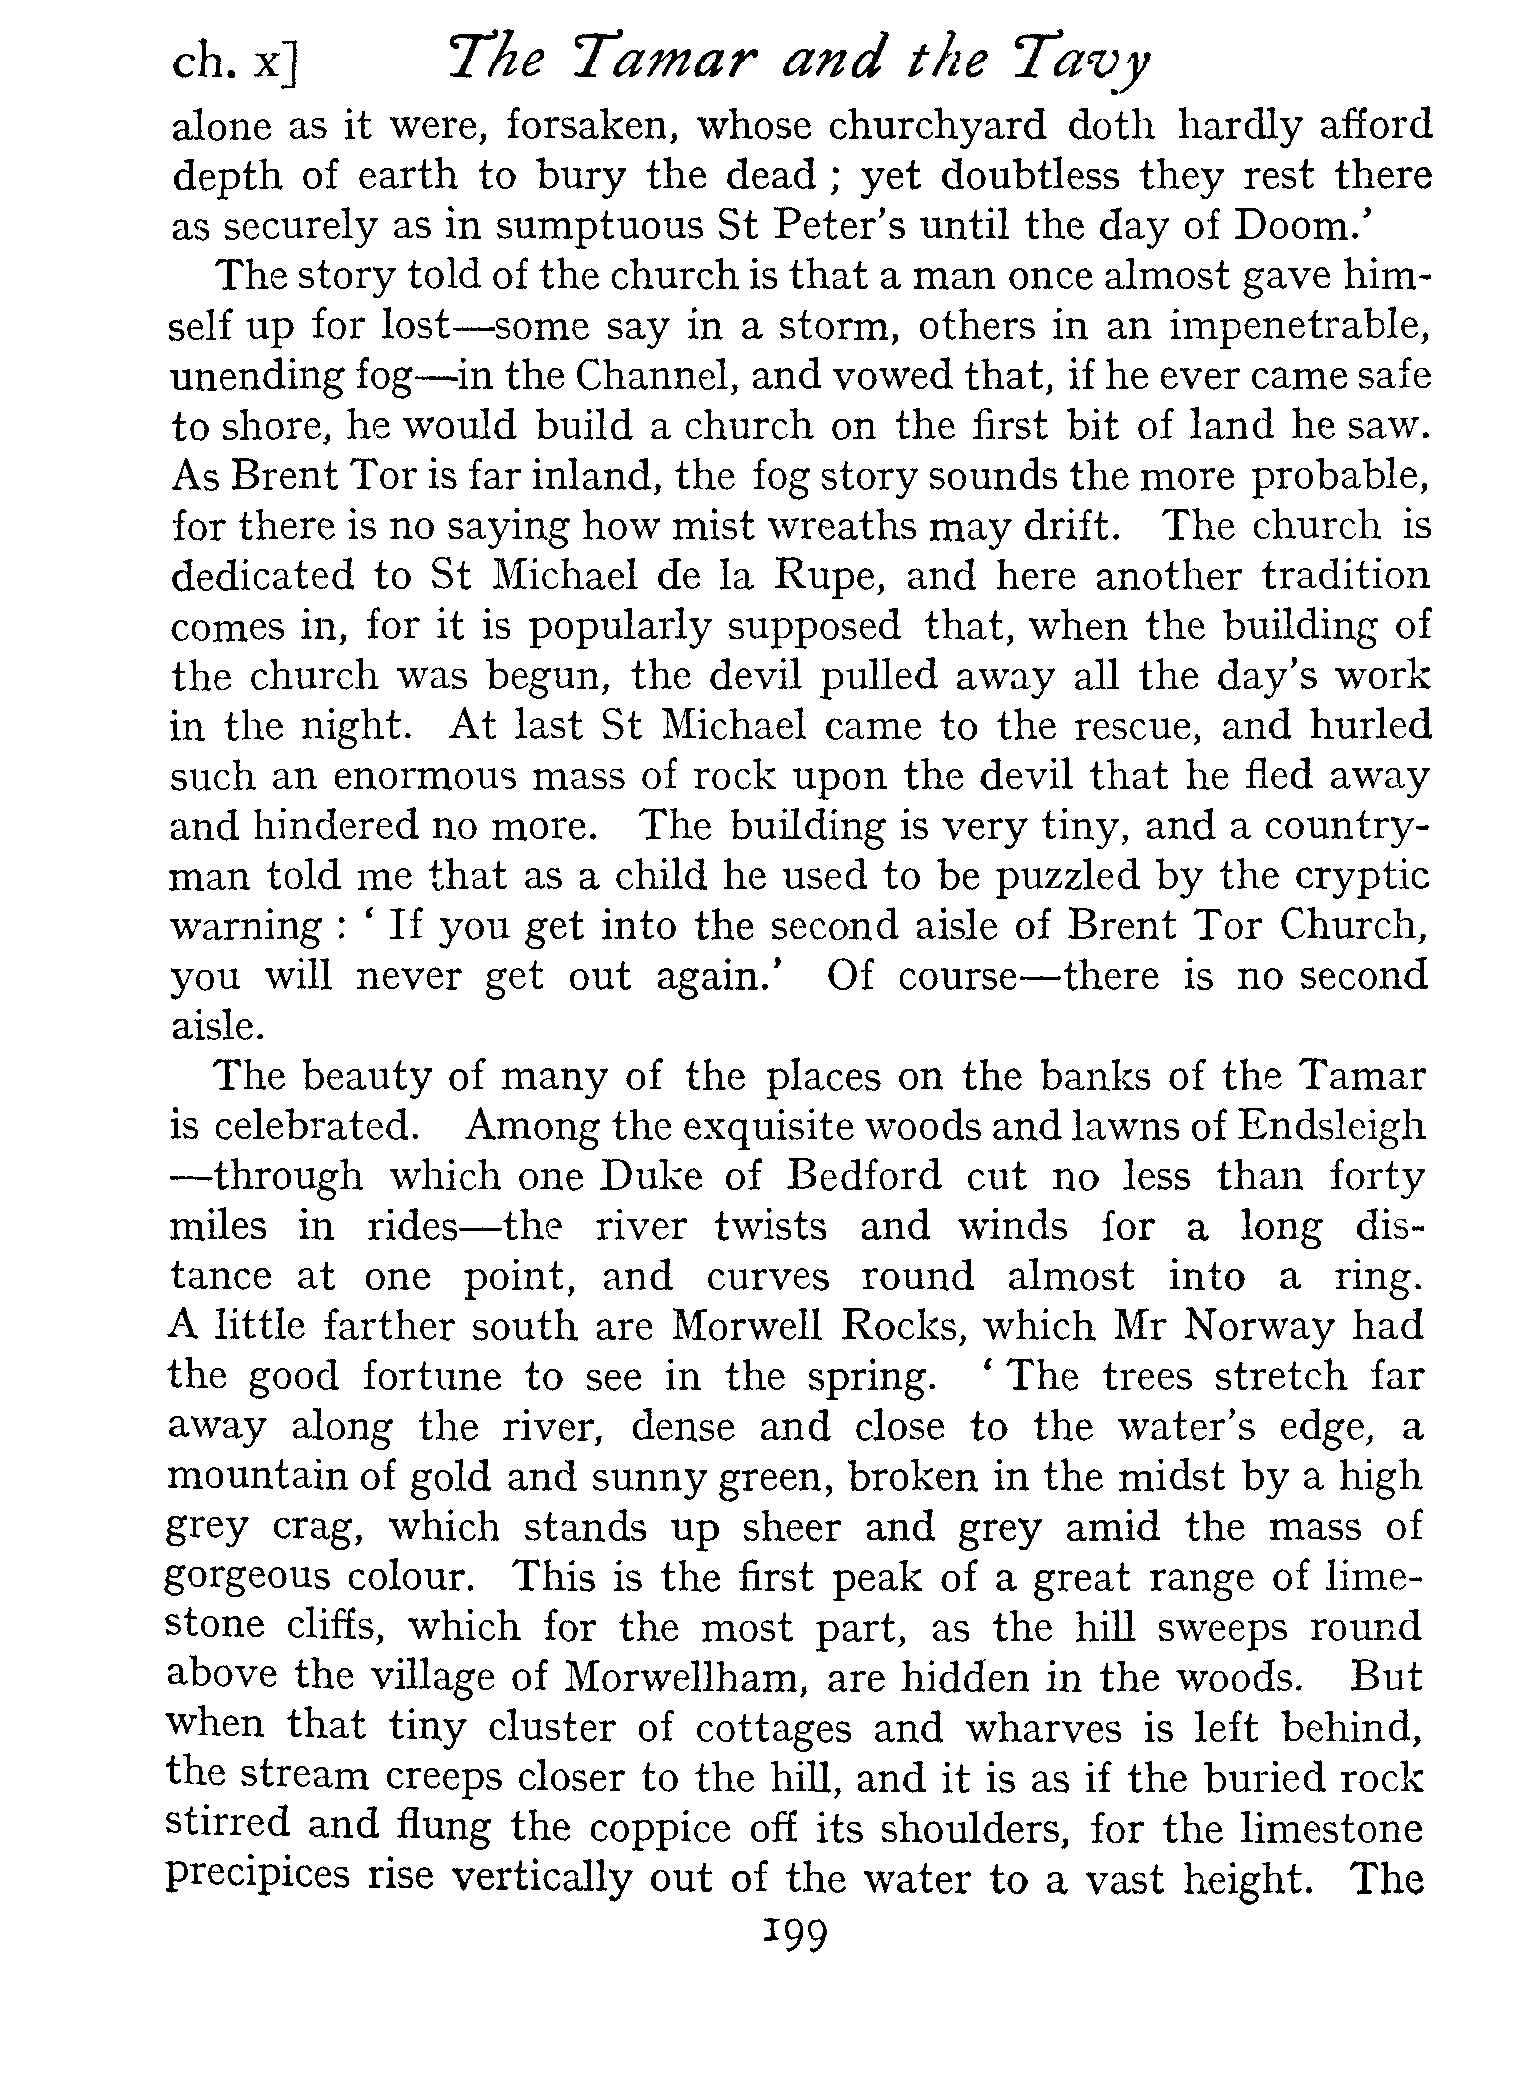 ch. x] The Tamar and the Tavy
alone as it were, forsaken, whose churchyard doth hardly afford
depth of earth to bury the dead ; yet doubtless they rest there
as securely as in sumptuous St Peter's until the day of Doom.'
The story told of the church is that a man once almost gave him-
self up for lost—some say in a storm, others in an impenetrable,
unending fog—in the Channel, and vowed that, if he ever came safe
to shore, he would build a church on the first bit of land he saw.
As Brent Tor is far inland, the fog story sounds the more probable,
for there is no saying how mist wreaths may drift. The church is
dedicated to St Michael de la Rupe, and here another tradition
comes in, for it is popularly supposed that, when the building of
the church was begun, the devil pulled away all the day's work
in the night. At last St Michael came to the rescue, and hurled
such an enormous mass of rock upon the devil that he fled away
and hindered no more. The building is very tiny, and a country-
man told me that as a child he used to be puzzled by the cryptic
warning : ' If you get into the second aisle of Brent Tor Church,
you will never get out again.' Of course—there is no second
aisle.
The beauty of many of the places on the banks of the Tamar
is celebrated. Among the exquisite woods and lawns of Endsleigh
—through which one Duke of Bedford cut no less than forty
miles in rides—the river twists and winds for a long dis-
tance at one point, and curves round almost into a ring.
A little farther south are Morwell Rocks, which Mr Norway had
the good fortune to see in the spring. ' The trees stretch far
away along the river, dense and close to the water's edge, a
mountain of gold and sunny green, broken in the midst by a high
grey crag, which stands up sheer and grey amid the mass of
gorgeous colour. This is the first peak of a great range of lime-
stone cliffs, which for the most part, as the hill sweeps round
above the village of Morwellham, are hidden in the woods. But
when that tiny cluster of cottages and wharves is left behind,
the stream creeps closer to the hill, and it is as if the buried rock
stirred and flung the coppice off its shoulders, for the limestone
precipices rise vertically out of the water to a vast height. The
199